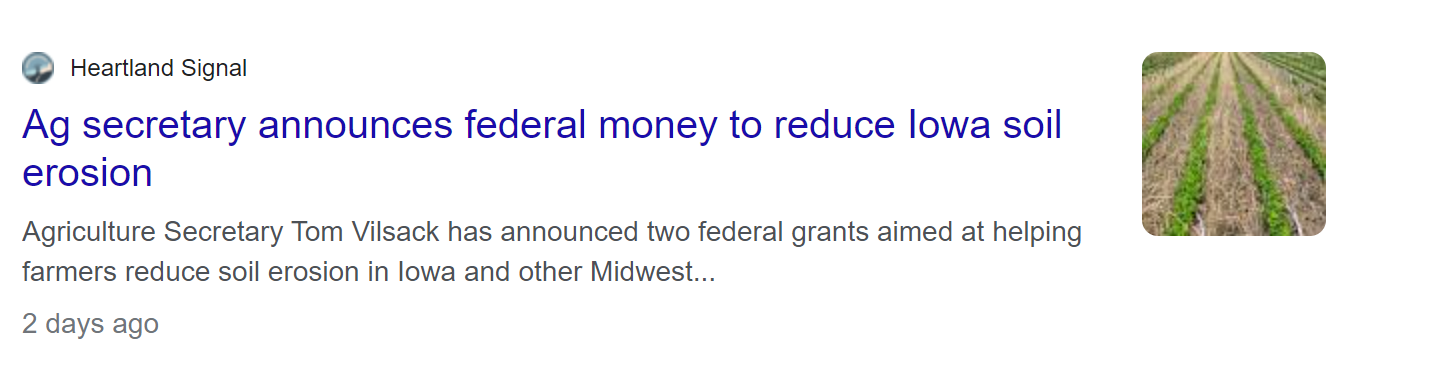 Heartland Signal
Ag secretary announces federal money to reduce Iowa soil
erosion
Agriculture Secretary Tom Vilsack has announced two federal grants aimed at helping
farmers reduce soil erosion in Iowa and other Midwest...
2 days ago